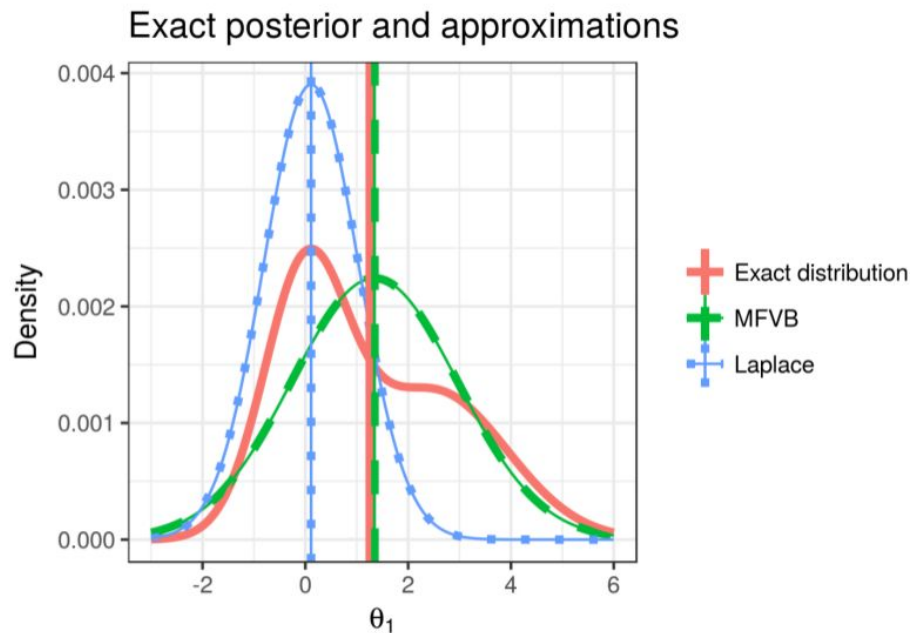 Exact posterior and approximations
0.004
0.003
0.002
0.001
0.000
Density
-2 0 2 4 6
θ₁
Exact distribution
MFVB
Laplace